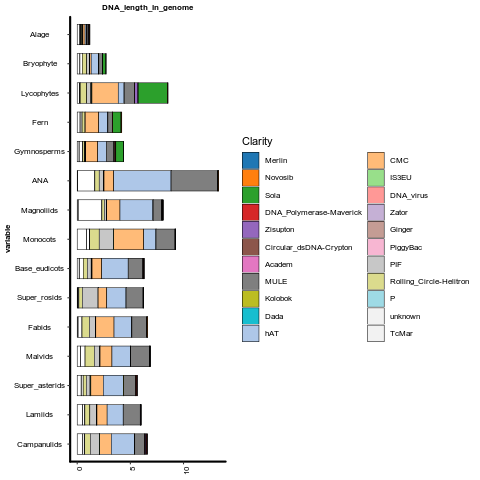 DNA_length_in_genome
Alage
Bryophyte
Lycophytes
Fern
Gymnosperms
ANA
Magnoliids
Monocots
Base_eudicots
Super_rosids
Fabids
Malvids
Super_asterids
Lamiids
Campanulids
variable
0
5
10
Clarity
Merlin
Novosib
Sola
DNA_Polymerase-Maverick
Zisupton
Circular_dsDNA-Crypton
Academ
MULE
Kolobok
Dada
hAT
CMC
IS3EU
DNA_virus
Zator
Ginger
PiggyBac
PIF
Rolling_Circle-Helitron
P
unknown
TcMar